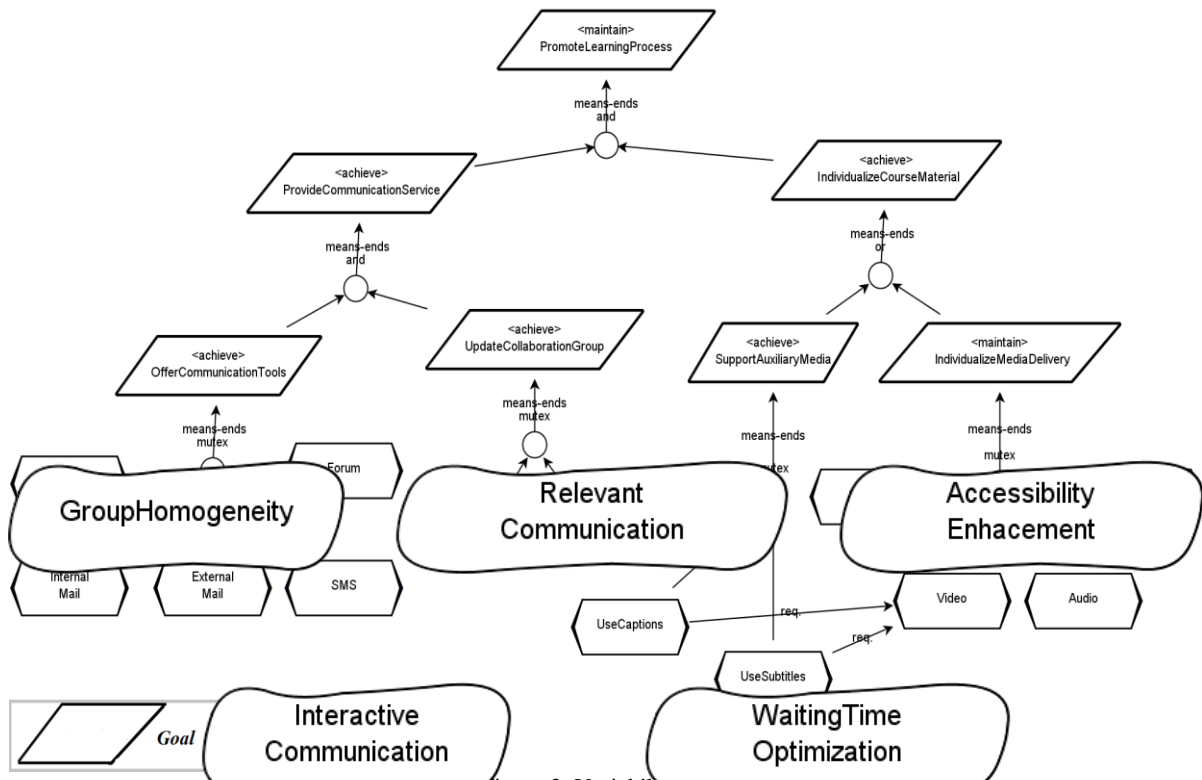 <maintain>
PromoteLearningProcess
means-ends
and
<achieve>
ProvideCommunicationService
<achieve>
IndividualizeCourseMaterial
means-ends
and
means-ends
or
<achieve>
OfferCommunicationTools
<achieve>
UpdateCollaborationGroup
<achieve>
SupportAuxiliaryMedia
<maintain>
IndividualizeMediaDelivery
means-ends
mutex
means-ends
mutex
means-ends
mutex
means-ends
mutex
Forum
GroupHomogeneity
Relevant
Communication
Accessibility
Enhacement
Internal
Mail
External
Mail
SMS
UseCaptions
req.
Video
Audio
req.
UseSubtitles
Goal
Interactive
Communication
WaitingTime
Optimization